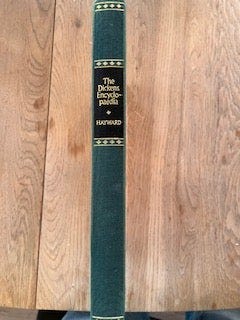 The
Dickens
Encyclo-
paedia
HAYWARD